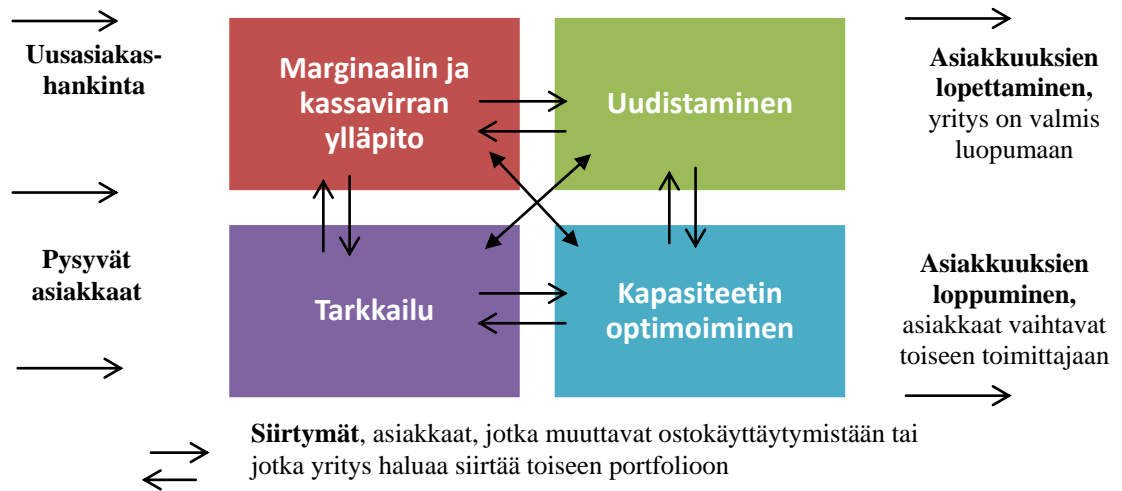 Uusasiakas-
hankinta
Pysyvät
asiakkaat
Marginaalin ja
kassavirran
ylläpito
Uudistaminen
Tarkkailu
Kapasiteetin
optimoiminen
Asiakkuuksien
lopettaminen,
yritys on valmis
luopumaan
Asiakkuuksien
loppuminen,
asiakkaat vaihtavat
toiseen toimittajaan
Siirtymät, asiakkaat, jotka muuttavat ostokäyttäytymistään tai
jotka yritys haluaa siirtää toiseen portfolioon